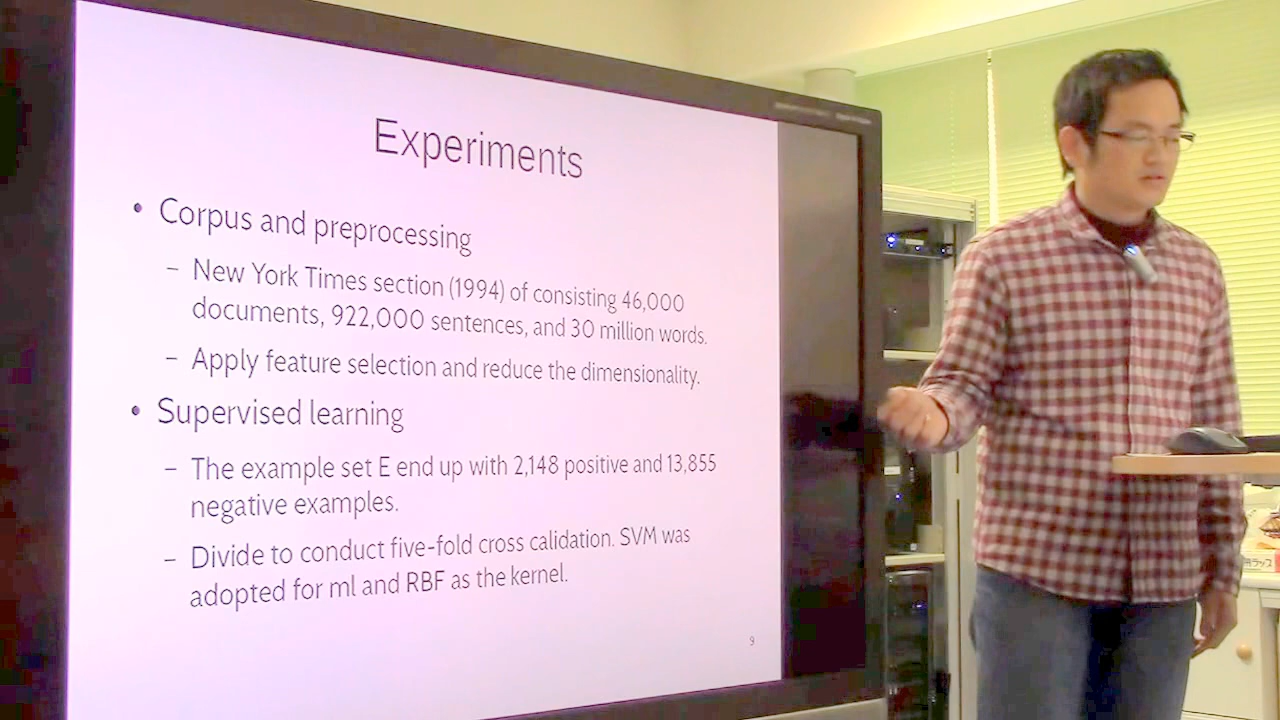 Experiments
• Corpus and preprocessing
– New York Times section (1994) of consisting 46,000
documents, 922,000 sentences, and 30 million words.
– Apply feature selection and reduce the dimensionality.
• Supervised learning
– The example set E end up with 2,148 positive and 13,855
negative examples.
– Divide to conduct five-fold cross calidation. SVM was
adopted for ml and RBF as the kernel.
9
ラップ